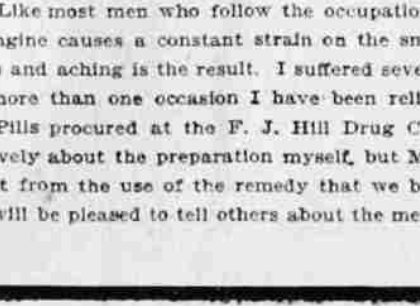 Like most men who follow the occupatio
ngine causes a constant strain on the sm
and aching is the result. I suffered seve
more than one occasion I have been reli
Pills procured at the F. J. Hill Drug C
vely about the preparation myself, but M
t from the use of the remedy that we b
will be pleased to tell others about the me